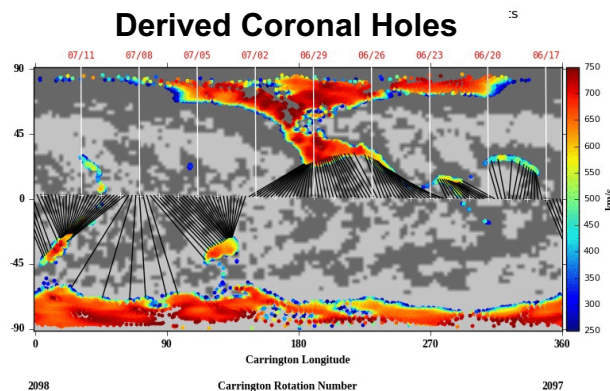 Derived Coronal Holes
07/11 07/08 07/05 07/02 06/29 06/26 06/23 06/20 06/17
90
45
0
-45
-90
0 90 180 270 360
Carrington Longitude
2098 Carrington Rotation Number 2097
750
700
650
600
550
500
450
400
350
300
250
km/s